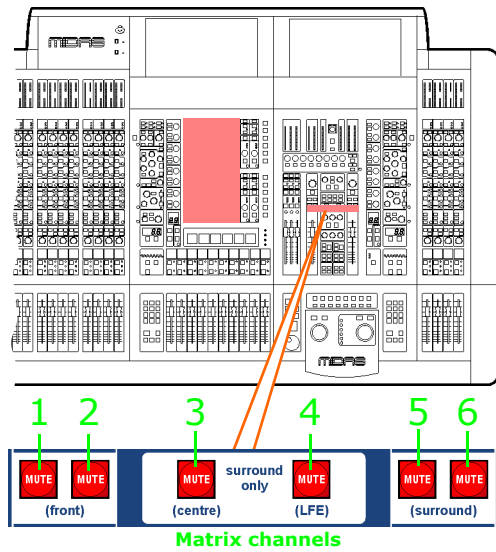 MIDAS
MIDAS
1 2 3 4 5 6
MUTE MUTE MUTE surround only MUTE MUTE MUTE
(front) (centre) (LFE) (surround)
Matrix channels